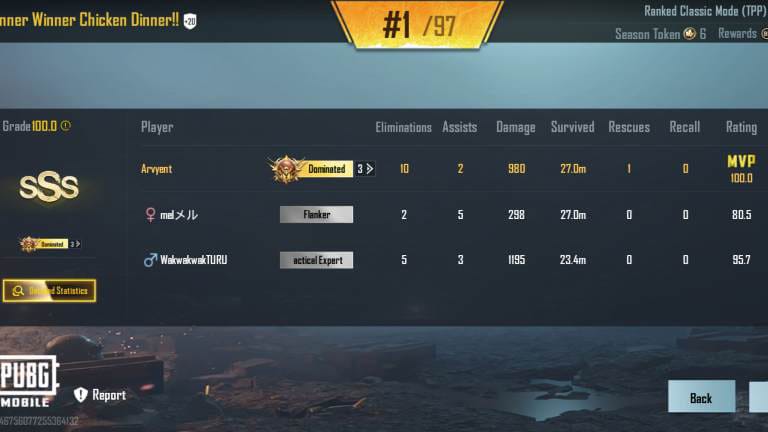 nner Winner Chicken Dinner!! +20
#1 /97
Ranked Classic Mode (TPP)
Season Token 6 Rewards
Grade 100.0
Player Eliminations Assists Damage Survived Rescues Recall Rating
Arvyent Dominated 3 10 2 980 27.0m 1 0 MVP 100.0
melメル Flanker 2 5 298 27.0m 0 0 80.5
WakwakwakTURU actical Expert 5 3 1195 23.4m 0 0 95.7
SSS
Dominated 3
Statistics
PUBG
MOBILE
Report
Back